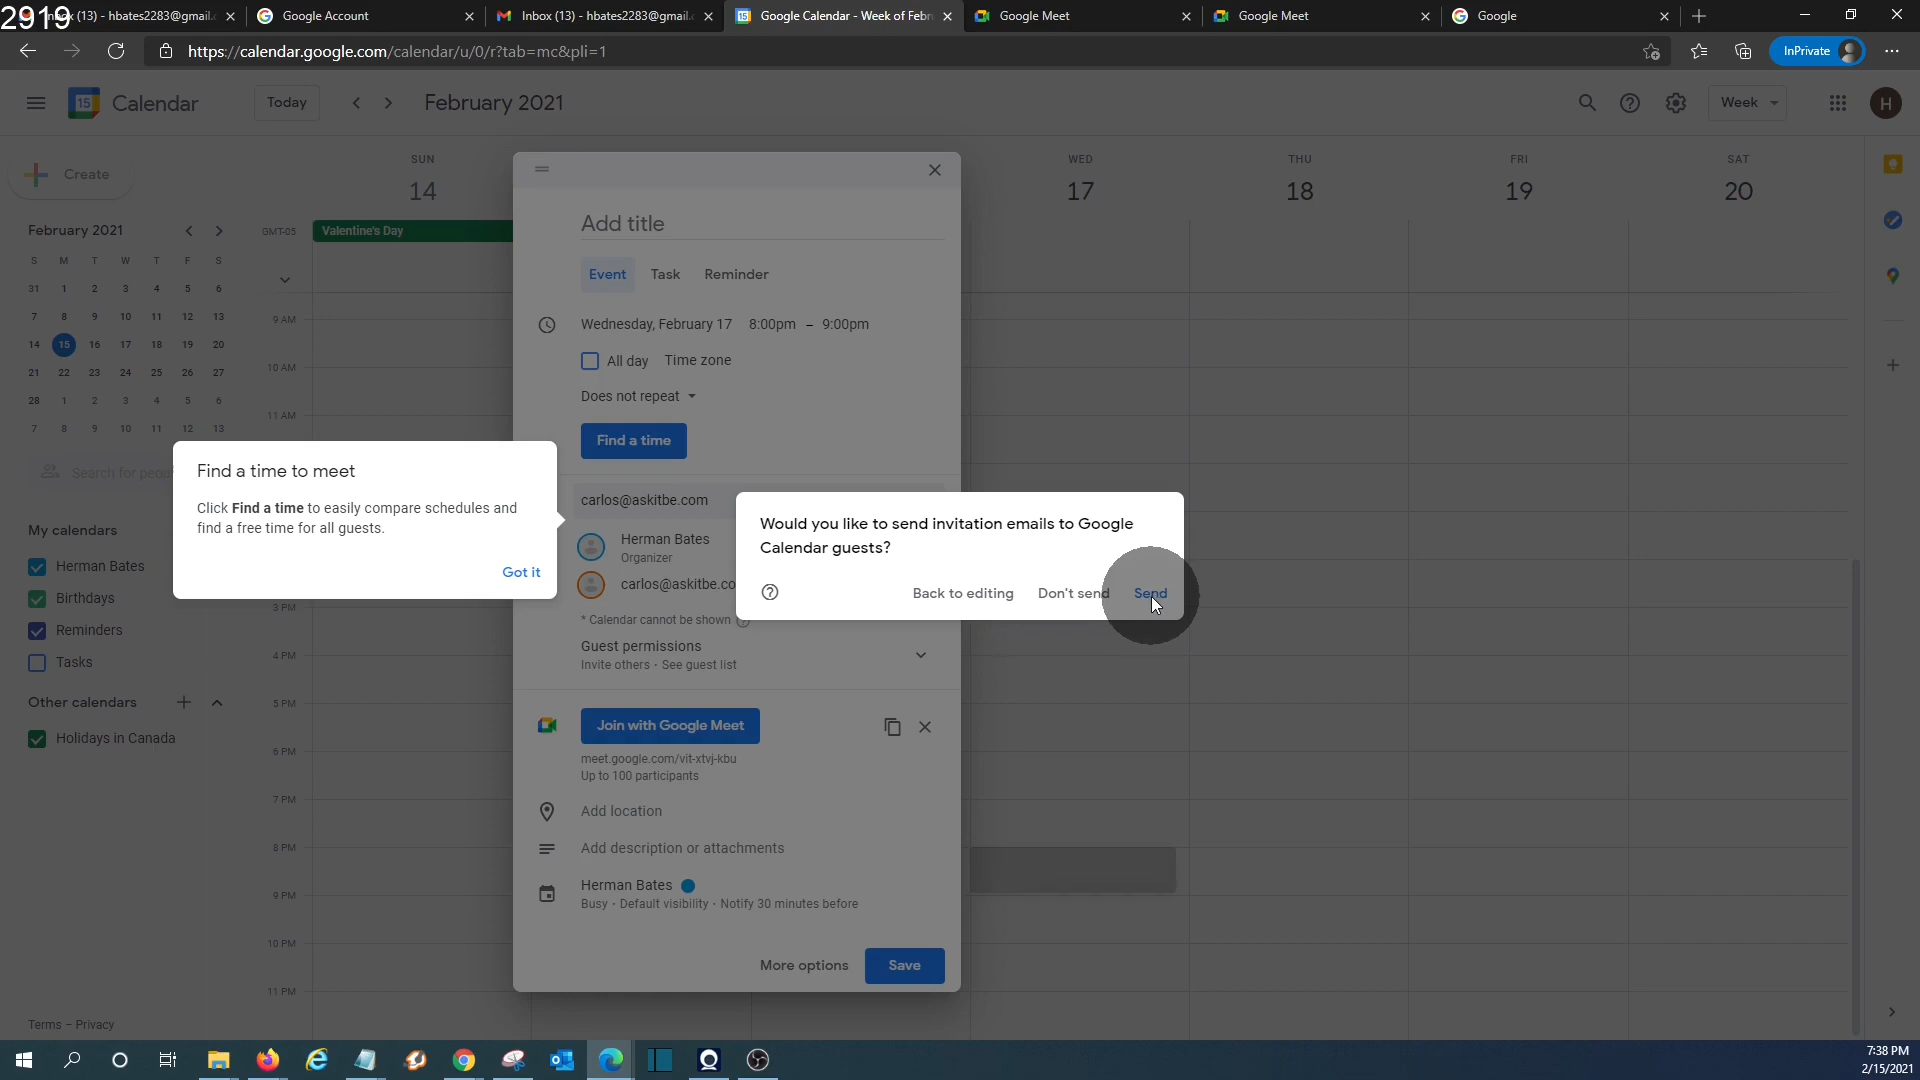 2919
(13) - hbates2283@gmail.
Google Account
Inbox (13) - hbates2283@gmail.
Google Calendar - Week of Febr
Google Meet
Google Meet
Google
https://calendar.google.com/calendar/u/0/r?tab=mc&pli=1
InPrivate
15
Calendar
Today
February 2021
Week
H
Create
SUN
WED
THU
FRI
SAT
14
17
18
19
20
February 2021
GMT-05
Valentine's Day
S M T W T F S
31 1 2 3 4 5 6
7 8 9 10 11 12 13
14 15 16 17 18 19 20
21 22 23 24 25 26 27
28 1 2 3 4 5 6
7 8 9 10 11 12 13
Search for peop
My calendars
Herman Bates
Birthdays
Reminders
Tasks
Other calendars
Holidays in Canada
Terms – Privacy
9 AM
10 AM
11 AM
3 PM
4 PM
5 PM
6 PM
7 PM
8 PM
9 PM
10 PM
11 PM
Find a time to meet
Click Find a time to easily compare schedules and
find a free time for all guests.
Got it
Add title
Event
Task
Reminder
Wednesday, February 17 8:00pm – 9:00pm
All day Time zone
Does not repeat
Find a time
carlos@askitbe.com
Herman Bates
Organizer
carlos@askitbe.co
* Calendar cannot be shown
Guest permissions
Invite others · See guest list
Would you like to send invitation emails to Google
Calendar guests?
Back to editing
Don't send
Send
Join with Google Meet
meet.google.com/vit-xtvj-kbu
Up to 100 participants
Add location
Add description or attachments
Herman Bates
Busy · Default visibility · Notify 30 minutes before
More options
Save
7:38 PM
2/15/2021